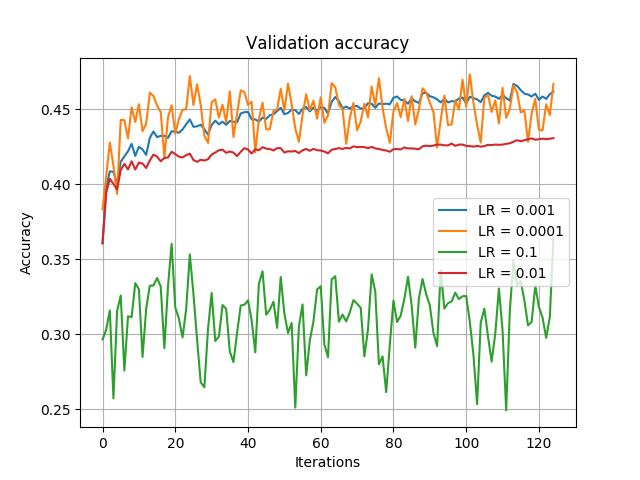 Validation accuracy
Accuracy
0.45
0.40
0.35
0.30
0.25
LR = 0.001
LR = 0.0001
LR = 0.1
LR = 0.01
0 20 40 60 80 100 120
Iterations